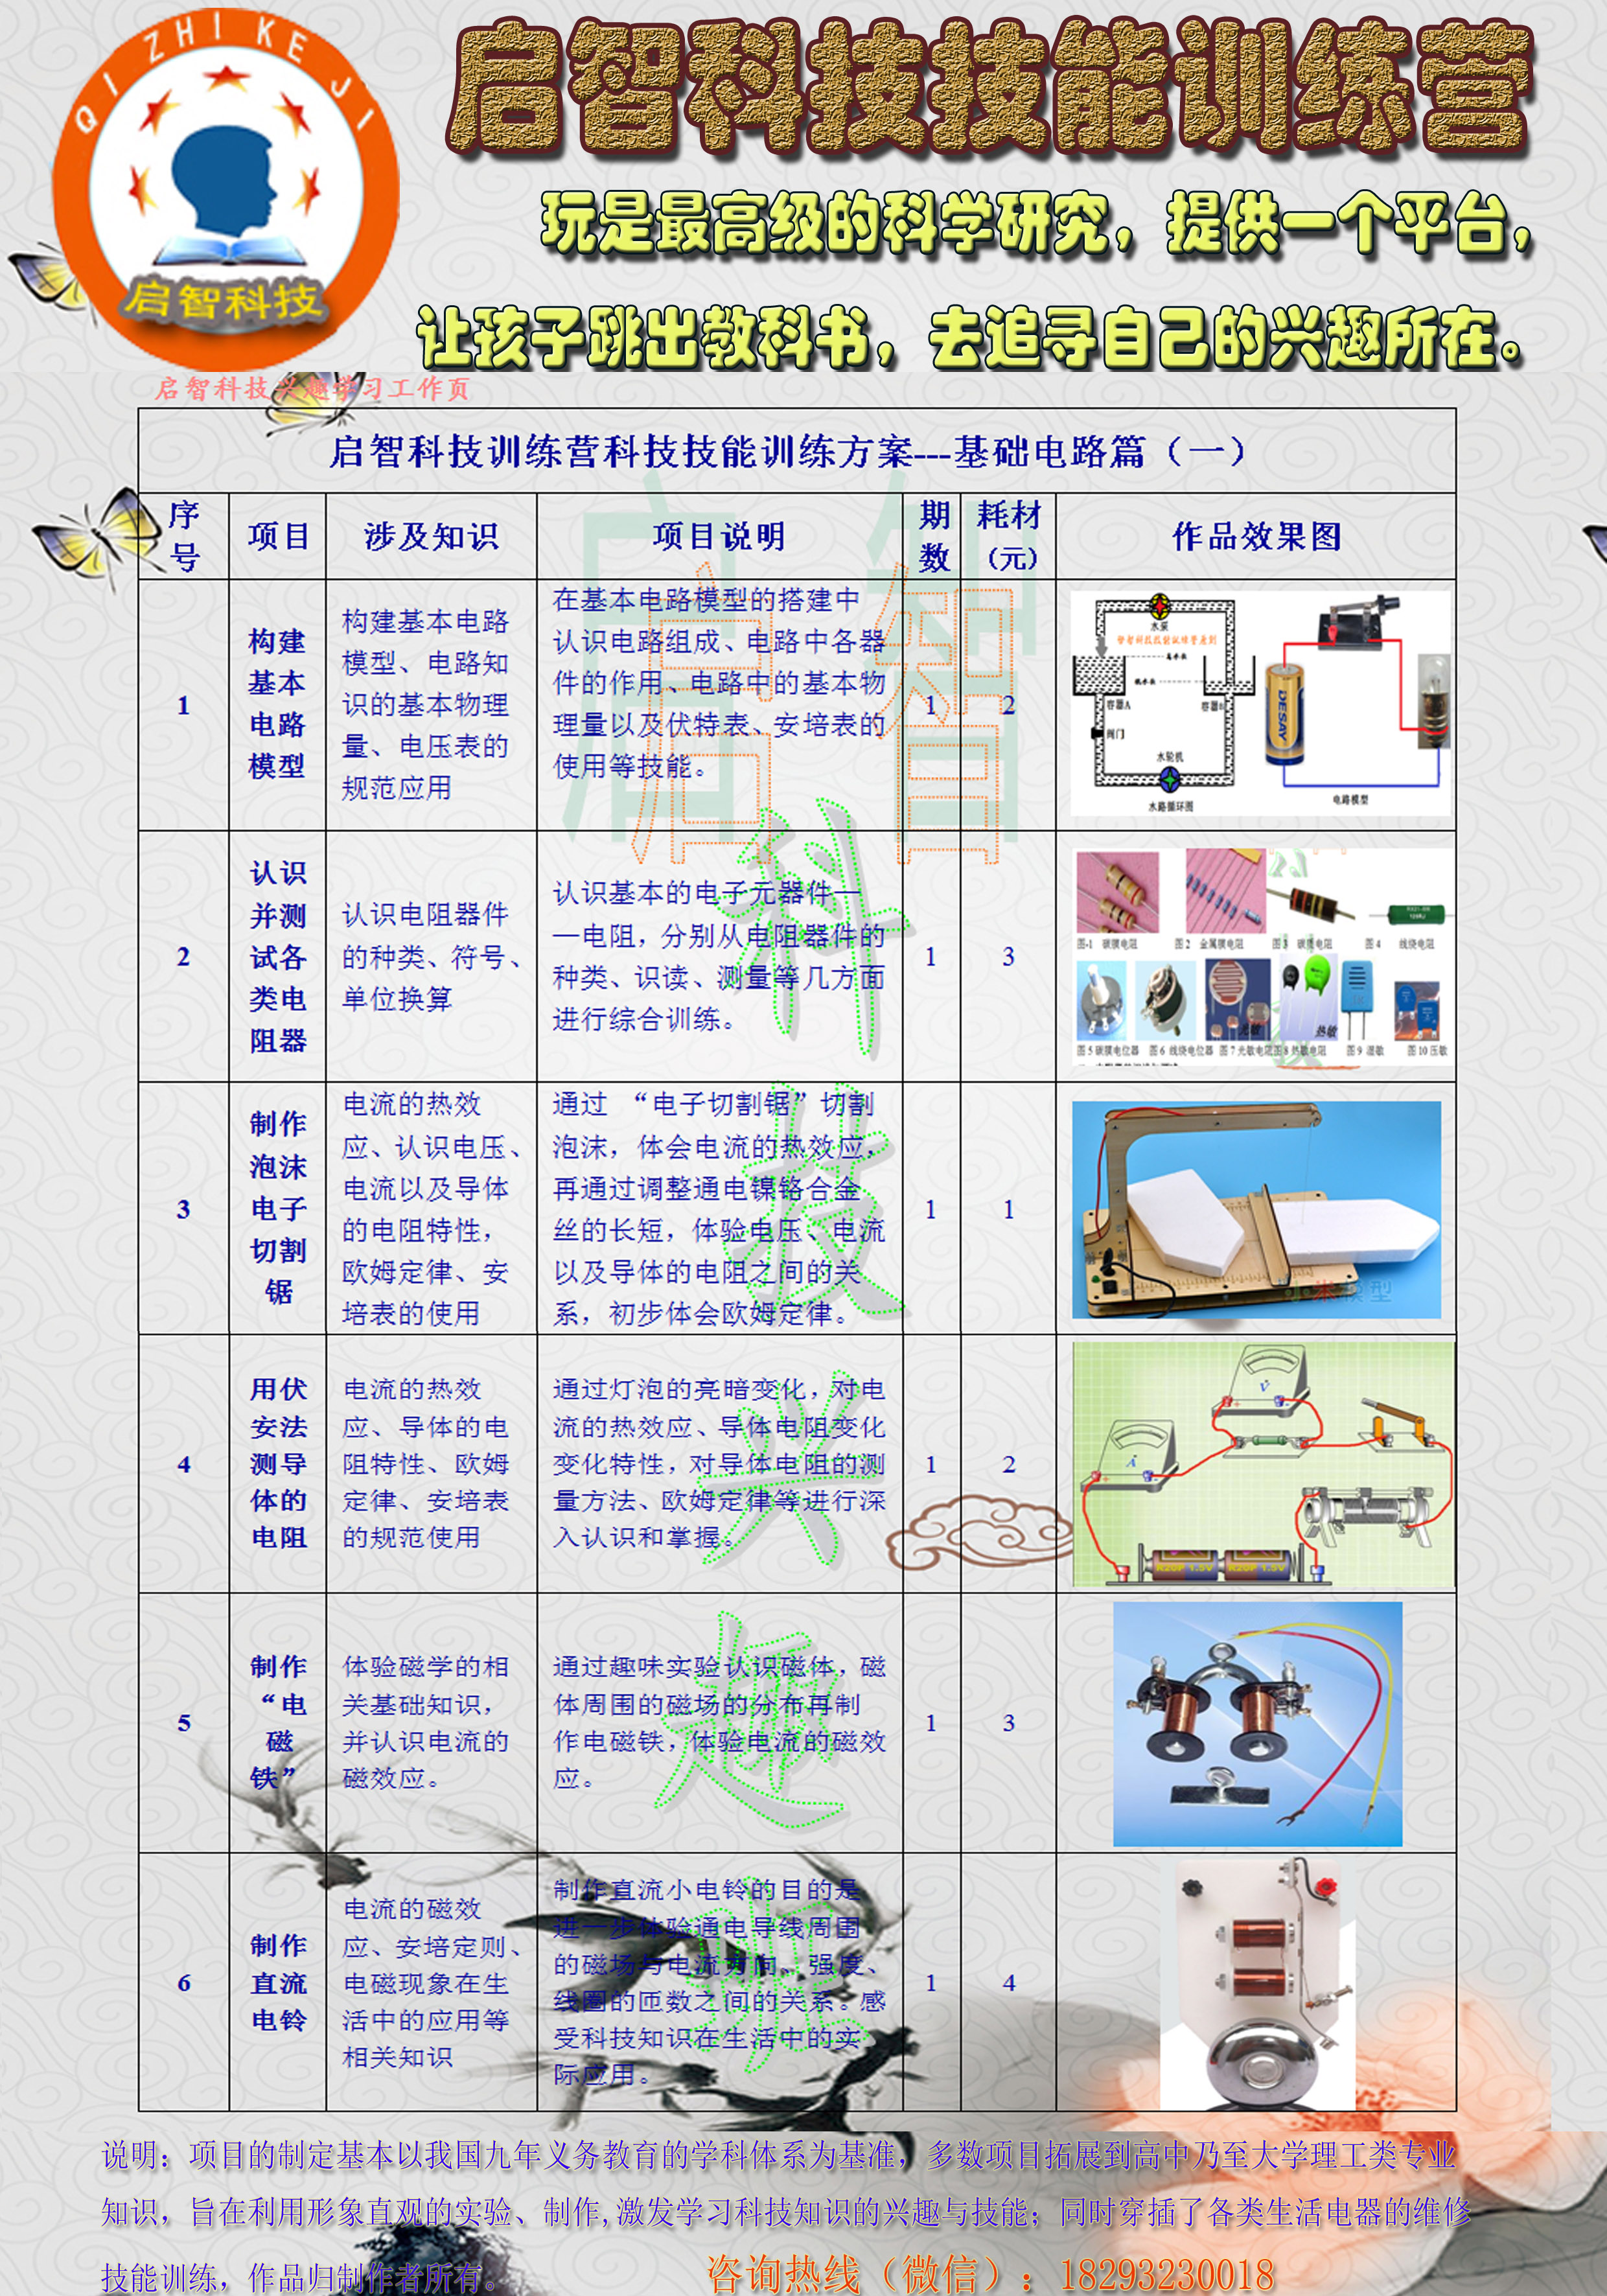 QI ZHI KE JI
启智科技
启智科技技能训练营
玩是最高级的科学研究，提供一个平台，
让孩子跳出教科书，去追寻自己的兴趣所在。
启智科技兴趣学习工作页
启智科技训练营科技技能训练方案---基础电路篇（一）
序号
项目
涉及知识
项目说明
期数
耗材（元）
作品效果图
1
构建
基本
电路
模型
构建基本电路
模型、电路知
识的基本物理
量、电压表的
规范应用
在基本电路模型的搭建中
认识电路组成、电路中各器
件的作用、电路中的基本物
理量以及伏特表、安培表的
使用等技能。
1
2
水泵
容器A
容器B
阀门
水轮机
水路循环图
DESAY
电路模型
2
认识
并测
试各
类电
阻器
认识电阻器件
的种类、符号、
单位换算
认识基本的电子元器件—
—电阻，分别从电阻器件的
种类、识读、测量等几方面
进行综合训练。
1
3
图-1 碳膜电阻
图2 金属膜电阻
图3 碳质电阻
图4 线绕电阻
图5 碳膜电位器
图6 线绕电位器
图7 光敏电阻
图8 热敏电阻
图9 湿敏
图10 压敏
热敏
3
制作
泡沫
电子
切割
锯
电流的热效
应、认识电压、
电流以及导体
的电阻特性，
欧姆定律、安
培表的使用
通过 “电子切割锯”切割
泡沫，体会电流的热效应，
再通过调整通电镍铬合金
丝的长短，体验电压、电流
以及导体的电阻之间的关
系，初步体会欧姆定律。
1
1
模型
4
用伏
安法
测导
体的
电阻
电流的热效
应、导体的电
阻特性、欧姆
定律、安培表
的规范使用
通过灯泡的亮暗变化，对电
流的热效应、导体电阻变化
变化特性，对导体电阻的测
量方法、欧姆定律等进行深
入认识和掌握。
1
2
V
A
R20P 1.5V
R20P 1.5V
5
制作
“电
磁
铁”
体验磁学的相
关基础知识，
并认识电流的
磁效应。
通过趣味实验认识磁体，磁
体周围的磁场的分布再制
作电磁铁，体验电流的磁效
应。
1
3
6
制作
直流
电铃
电流的磁效
应、安培定则、
电磁现象在生
活中的应用等
相关知识
制作直流小电铃的目的是
进一步体验通电导线周围
的磁场与电流方向、强度、
线圈的匝数之间的关系。感
受科技知识在生活中的实
际应用。
1
4
启智
科
技
兴
趣
班
说明：项目的制定基本以我国九年义务教育的学科体系为基准，多数项目拓展到高中乃至大学理工类专业
知识，旨在利用形象直观的实验、制作,激发学习科技知识的兴趣与技能；同时穿插了各类生活电器的维修
技能训练，作品归制作者所有。
咨询热线（微信）：18293230018